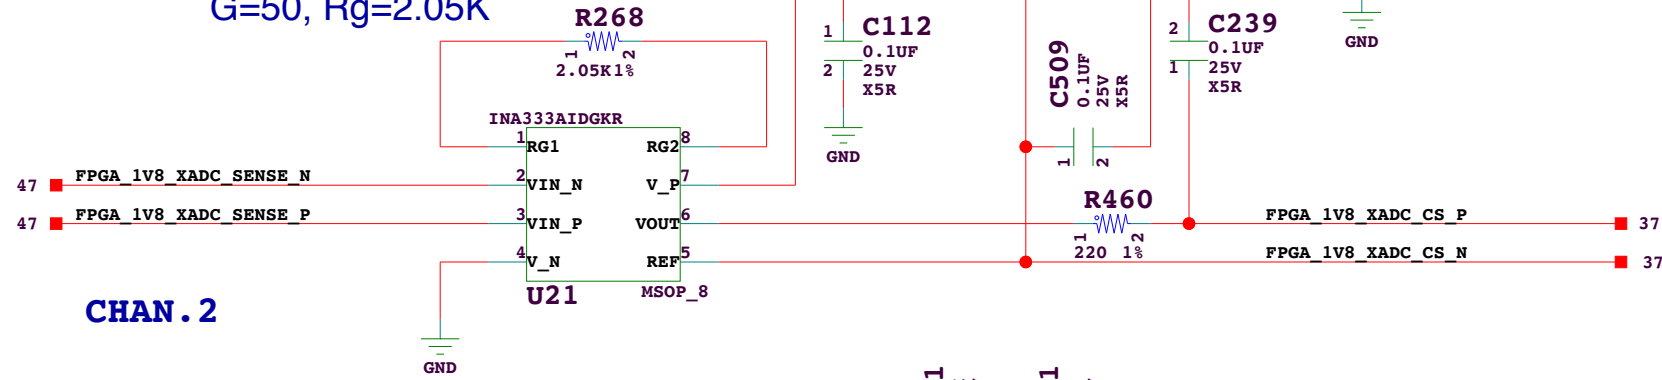 G=50, Rg=2.05K
R268
1
2
2.05K1%
1
2
C112
0.1UF
25V
X5R
GND
C509
0.1UF
25V
X5R
1
2
2
1
C239
0.1UF
25V
X5R
GND
INA333AIDGKR
1
RG1
RG2
8
47
FPGA_1V8_XADC_SENSE_N
2
VIN_N
V_P
7
47
FPGA_1V8_XADC_SENSE_P
3
VIN_P
VOUT
6
R460
1
2
220 1%
FPGA_1V8_XADC_CS_P
37
4
V_N
REF
5
FPGA_1V8_XADC_CS_N
37
U21
MSOP_8
CHAN.2
GND
1
1